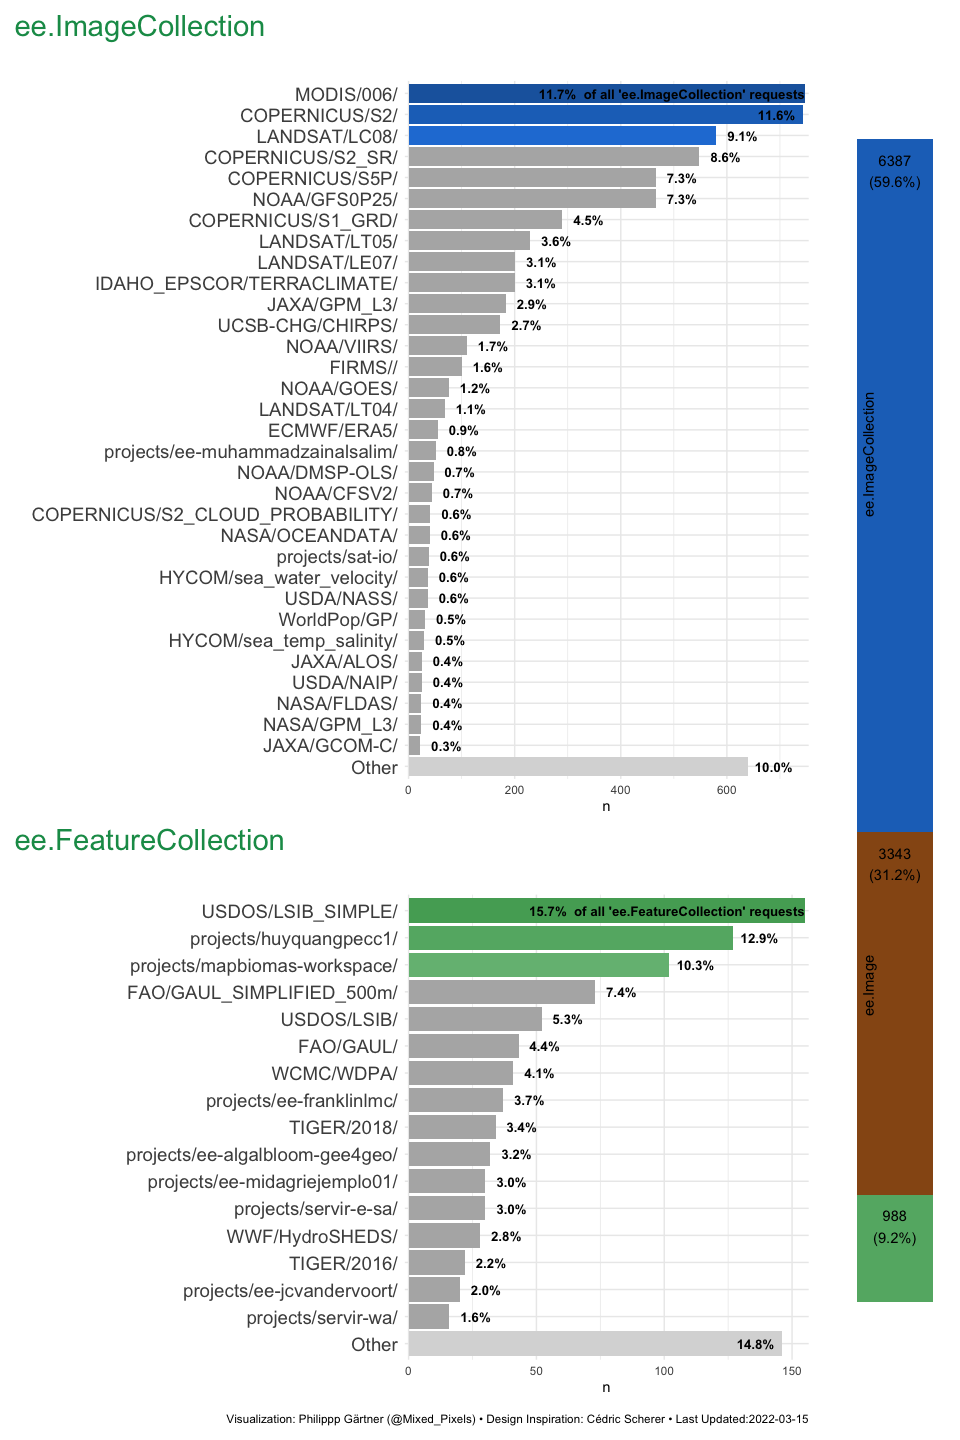 ee.ImageCollection
MODIS/006/ 11.7%  of all 'ee.ImageCollection' requests
COPERNICUS/S2/ 11.6%
LANDSAT/LC08/ 9.1%
COPERNICUS/S2_SR/ 8.6%
COPERNICUS/S5P/ 7.3%
NOAA/GFS0P25/ 7.3%
COPERNICUS/S1_GRD/ 4.5%
LANDSAT/LT05/ 3.6%
LANDSAT/LE07/ 3.1%
IDAHO_EPSCOR/TERRACLIMATE/ 3.1%
JAXA/GPM_L3/ 2.9%
UCSB-CHG/CHIRPS/ 2.7%
NOAA/VIIRS/ 1.7%
FIRMS// 1.6%
NOAA/GOES/ 1.2%
LANDSAT/LT04/ 1.1%
ECMWF/ERA5/ 0.9%
projects/ee-muhammadzainalsalim/ 0.8%
NOAA/DMSP-OLS/ 0.7%
NOAA/CFSV2/ 0.7%
COPERNICUS/S2_CLOUD_PROBABILITY/ 0.6%
NASA/OCEANDATA/ 0.6%
projects/sat-io/ 0.6%
HYCOM/sea_water_velocity/ 0.6%
USDA/NASS/ 0.6%
WorldPop/GP/ 0.5%
HYCOM/sea_temp_salinity/ 0.5%
JAXA/ALOS/ 0.4%
USDA/NAIP/ 0.4%
NASA/FLDAS/ 0.4%
NASA/GPM_L3/ 0.4%
JAXA/GCOM-C/ 0.3%
Other 10.0%
0 200 400 600
n
ee.FeatureCollection
USDOS/LSIB_SIMPLE/ 15.7%  of all 'ee.FeatureCollection' requests
projects/huyquangpecc1/ 12.9%
projects/mapbiomas-workspace/ 10.3%
FAO/GAUL_SIMPLIFIED_500m/ 7.4%
USDOS/LSIB/ 5.3%
FAO/GAUL/ 4.4%
WCMC/WDPA/ 4.1%
projects/ee-franklinlmc/ 3.7%
TIGER/2018/ 3.4%
projects/ee-algalbloom-gee4geo/ 3.2%
projects/ee-midagriejemplo01/ 3.0%
projects/servir-e-sa/ 3.0%
WWF/HydroSHEDS/ 2.8%
TIGER/2016/ 2.2%
projects/ee-jcvandervoort/ 2.0%
projects/servir-wa/ 1.6%
Other 14.8%
0 50 100 150
n
6387
(59.6%)
ee.ImageCollection
3343
(31.2%)
ee.Image
988
(9.2%)
Visualization: Philippp Gärtner (@Mixed_Pixels) • Design Inspiration: Cédric Scherer • Last Updated:2022-03-15